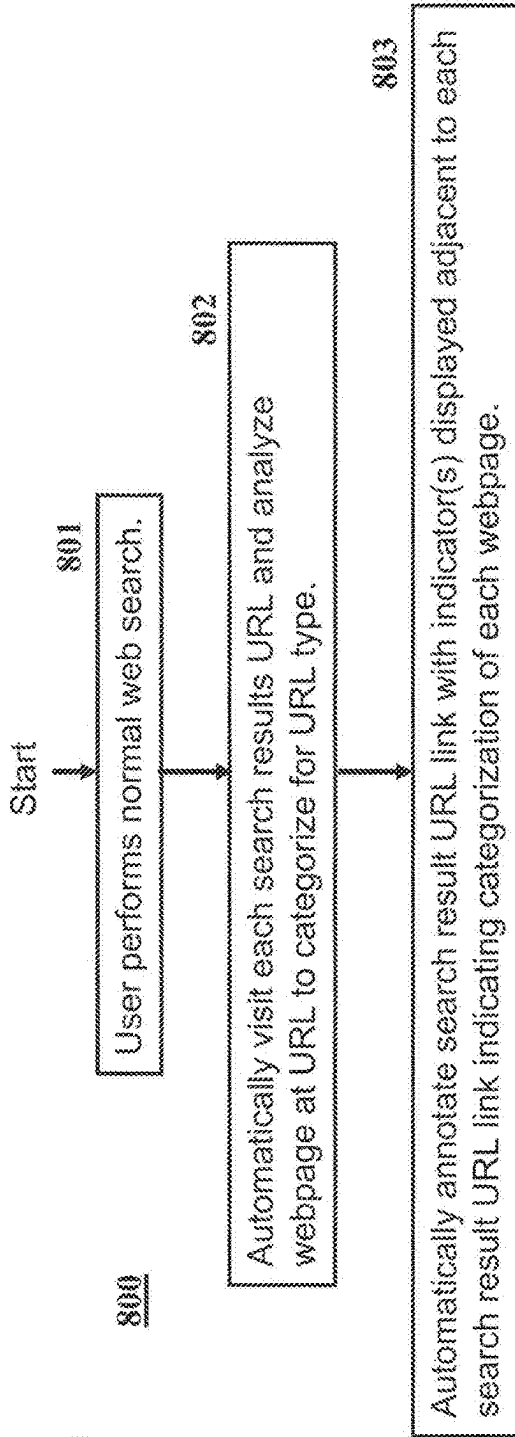 800
Start
801
User performs normal web search.
802
Automatically visit each search results URL and analyze
webpage at URL to categorize for URL type.
803
Automatically annotate search result URL link with indicator(s) displayed adjacent to each
search result URL link indicating categorization of each webpage.